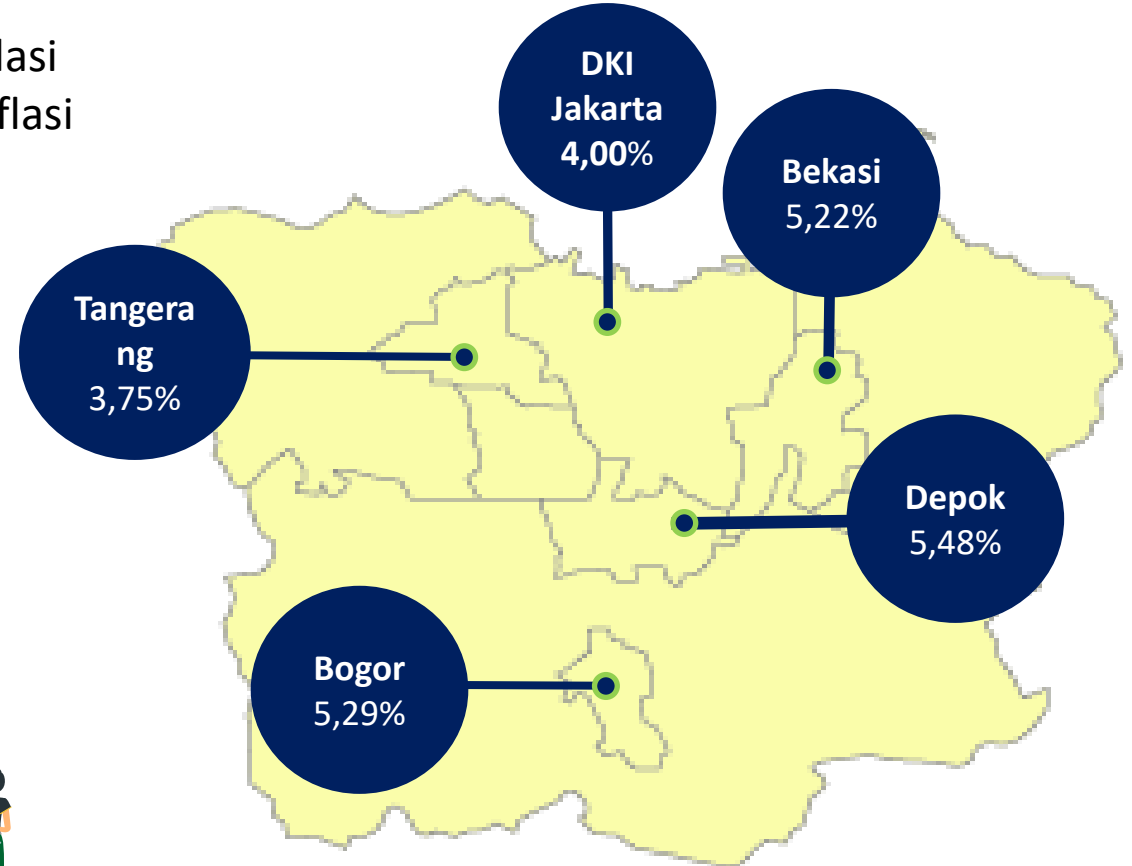 lasi
flasi
DKI
Jakarta
4,00%
Bekasi
5,22%
Tangera
ng
3,75%
Depok
5,48%
Bogor
5,29%